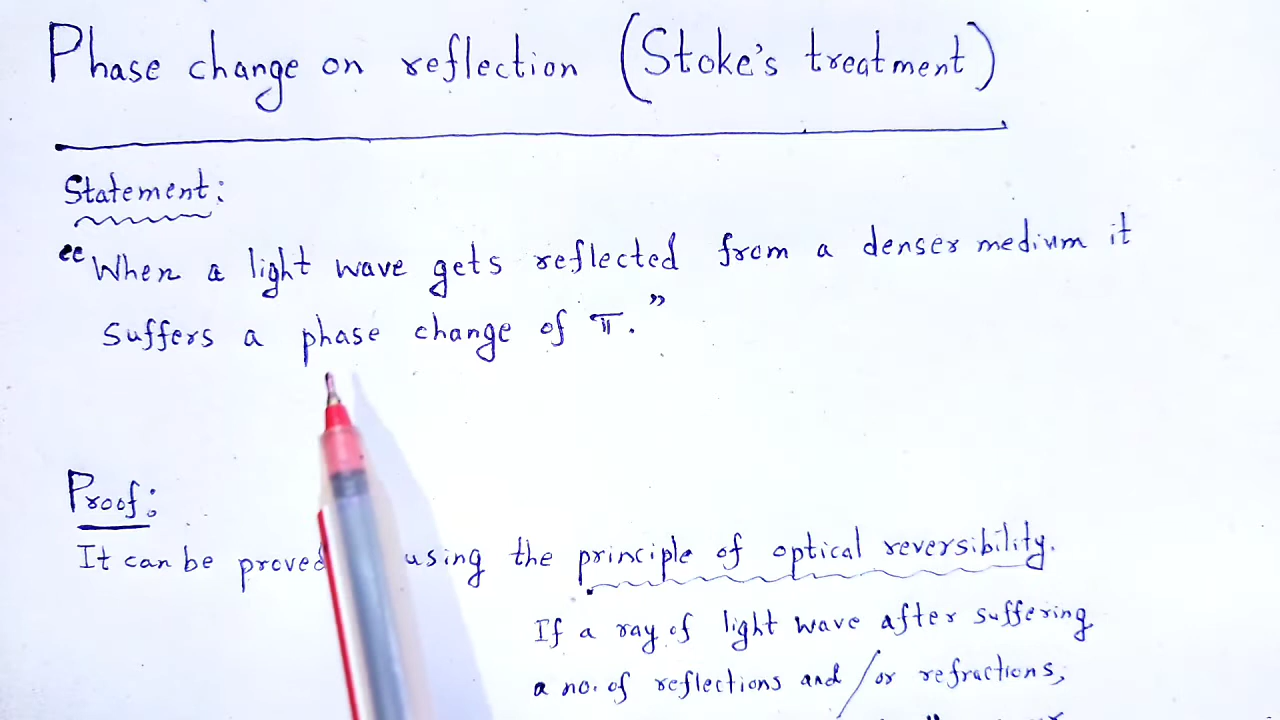 Phase change on reflection (Stoke's treatment)
Statement:
"When a light wave gets reflected from a denser medium it
suffers a phase change of π."
Proof:
It can be proved using the principle of optical reversibility.
If a ray of light wave after suffering
a no. of reflections and/or refractions,